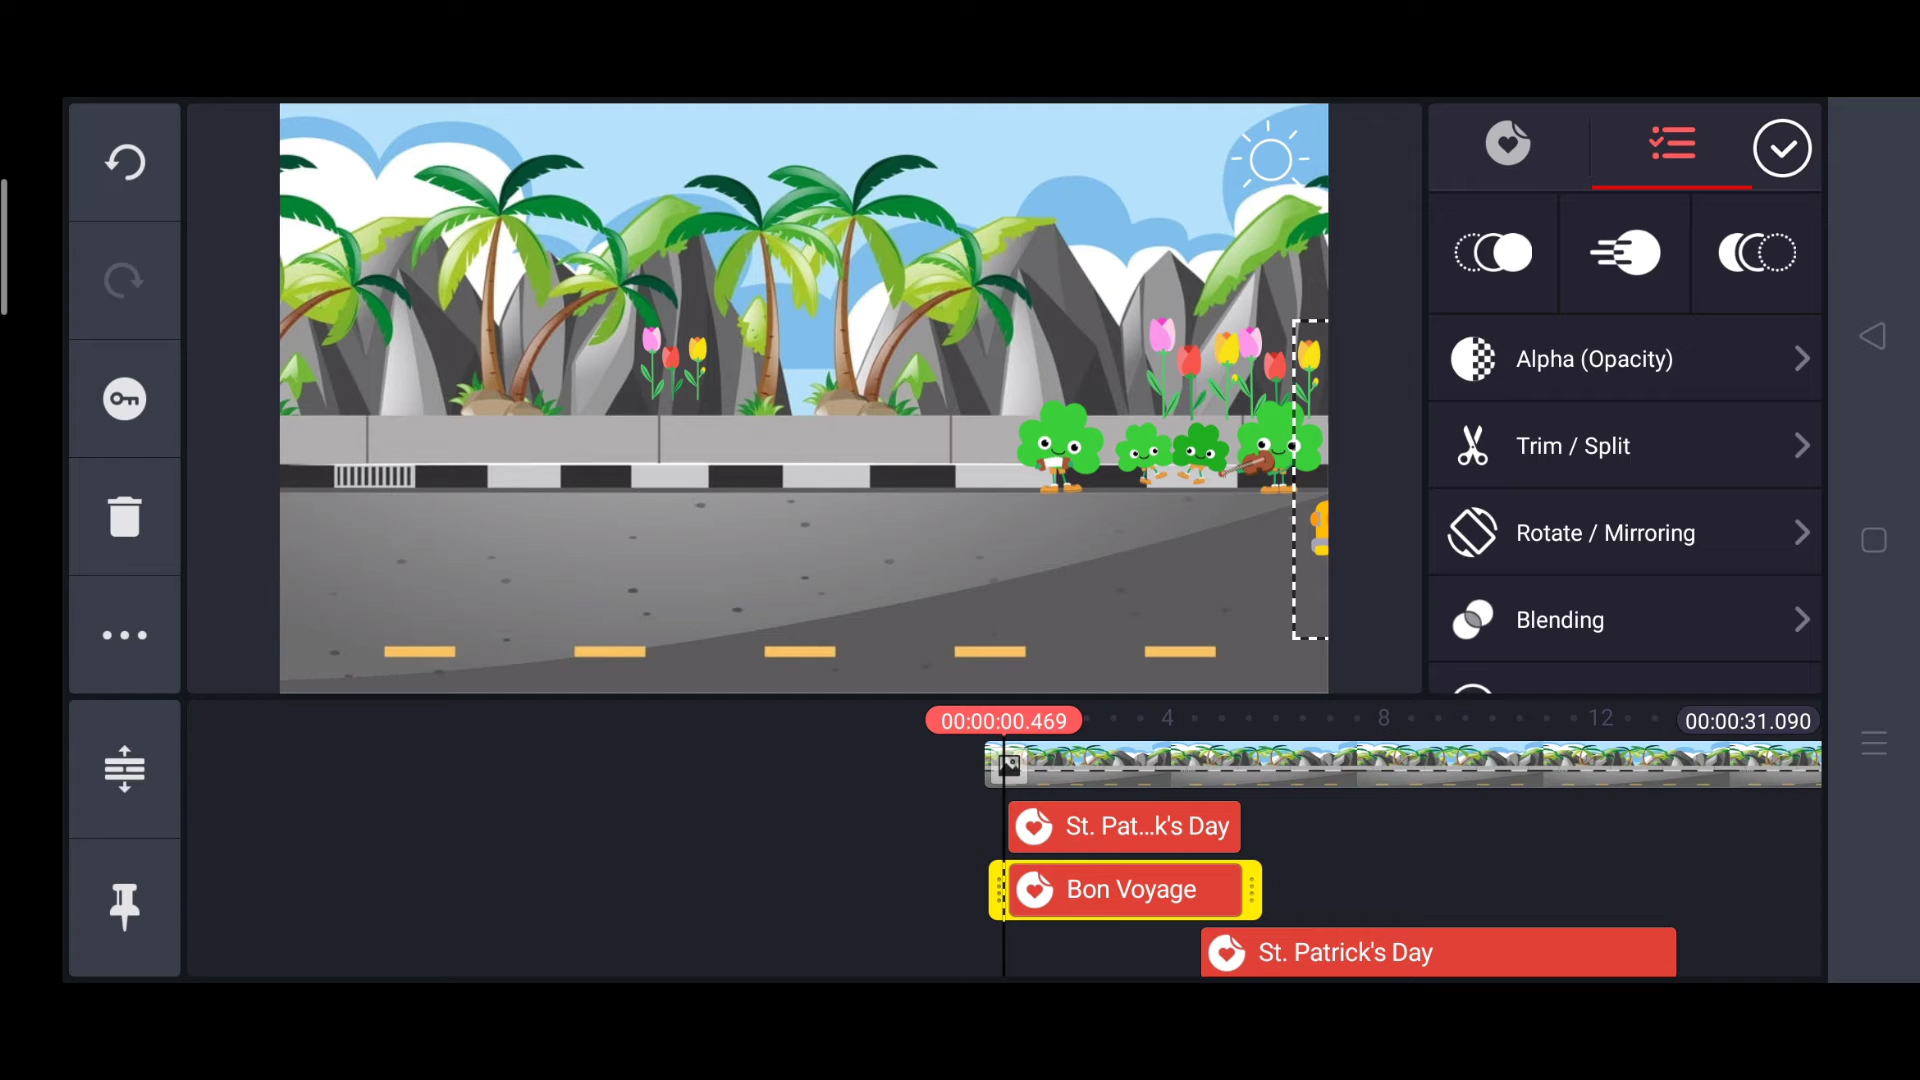 Alpha (Opacity)
Trim / Split
Rotate / Mirroring
Blending
00:00:00.469
4
8
12
00:00:31.090
St. Pat...k's Day
Bon Voyage
St. Patrick's Day